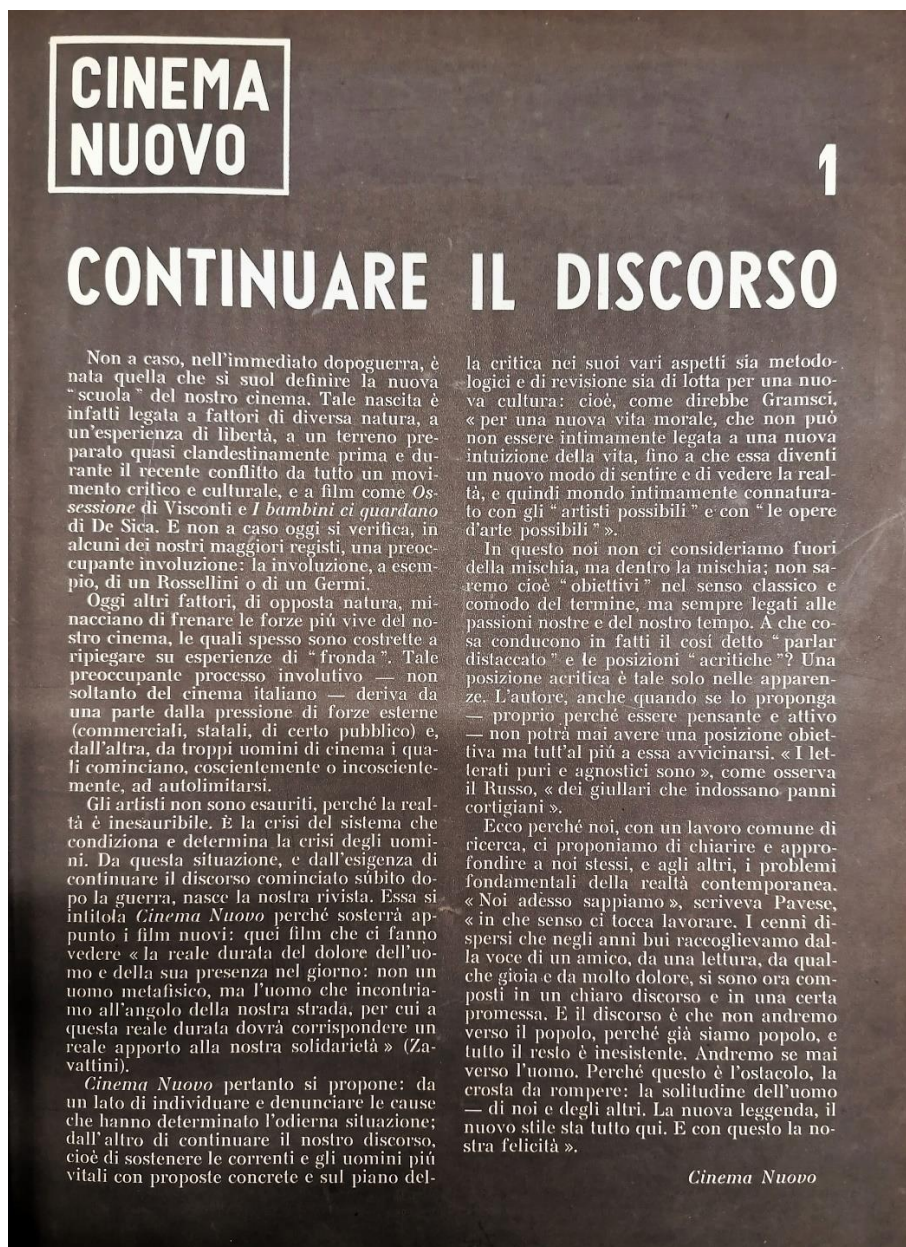 CINEMA
NUOVO
1
CONTINUARE IL DISCORSO
Non a caso, nell'immediato dopoguerra, è
nata quella che si suol definire la nuova
"scuola" del nostro cinema. Tale nascita è
infatti legata a fattori di diversa natura, a
un'esperienza di libertà, a un terreno pre-
parato quasi clandestinamente prima e du-
rante il recente conflitto da tutto un movi-
mento critico e culturale, e a film come Os-
sessione di Visconti e I bambini ci guardano
di De Sica. E non a caso oggi si verifica, in
alcuni dei nostri maggiori registi, una preoc-
cupante involuzione: la involuzione, a esem-
pio, di un Rossellini o di un Germi.
Oggi altri fattori, di opposta natura, mi-
nacciano di frenare le forze piú vive del no-
stro cinema, le quali spesso sono costrette a
ripiegare su esperienze di "fronda". Tale
preoccupante processo involutivo — non
soltanto del cinema italiano — deriva da
una parte dalla pressione di forze esterne
(commerciali, statali, di certo pubblico) e,
dall'altra, da troppi uomini di cinema i qua-
li cominciano, coscientemente o incosciente-
mente, ad autolimitarsi.
Gli artisti non sono esauriti, perché la real-
tà è inesauribile. È la crisi del sistema che
condiziona e determina la crisi degli uomi-
ni. Da questa situazione, e dall'esigenza di
continuare il discorso cominciato súbito do-
po la guerra, nasce la nostra rivista. Essa si
intitola Cinema Nuovo perché sosterrà ap-
punto i film nuovi: quei film che ci fanno
vedere « la reale durata del dolore dell'uo-
mo e della sua presenza nel giorno: non un
uomo metafisico, ma l'uomo che incontria-
mo all'angolo della nostra strada, per cui a
questa reale durata dovrà corrispondere un
reale apporto alla nostra solidarietà » (Za-
vattini).
Cinema Nuovo pertanto si propone: da
un lato di individuare e denunciare le cause
che hanno determinato l'odierna situazione;
dall'altro di continuare il nostro discorso,
cioè di sostenere le correnti e gli uomini piú
vitali con proposte concrete e sul piano del-
la critica nei suoi vari aspetti sia metodo-
logici e di revisione sia di lotta per una nuo-
va cultura: cioè, come direbbe Gramsci,
« per una nuova vita morale, che non può
non essere intimamente legata a una nuova
intuizione della vita, fino a che essa diventi
un nuovo modo di sentire e di vedere la real-
tà, e quindi mondo intimamente connatura-
to con gli "artisti possibili" e con "le opere
d'arte possibili" ».
In questo noi non ci consideriamo fuori
della mischia, ma dentro la mischia; non sa-
remo cioè "obiettivi" nel senso classico e
comodo del termine, ma sempre legati alle
passioni nostre e del nostro tempo. A che co-
sa conducono in fatti il cosí detto "parlar
distaccato" e le posizioni "acritiche"? Una
posizione acritica è tale solo nelle apparen-
ze. L'autore, anche quando se lo proponga
— proprio perché essere pensante e attivo
— non potrà mai avere una posizione obiet-
tiva ma tutt'al piú a essa avvicinarsi. « I let-
terati puri e agnostici sono », come osserva
il Russo, « dei giullari che indossano panni
cortigiani ».
Ecco perché noi, con un lavoro comune di
ricerca, ci proponiamo di chiarire e appro-
fondire a noi stessi, e agli altri, i problemi
fondamentali della realtà contemporanea.
« Noi adesso sappiamo », scriveva Pavese,
« in che senso ci tocca lavorare. I cenni di-
spersi che negli anni bui raccoglievamo dal-
la voce di un amico, da una lettura, da qual-
che gioia e da molto dolore, si sono ora com-
posti in un chiaro discorso e in una certa
promessa. E il discorso è che non andremo
verso il popolo, perché già siamo popolo, e
tutto il resto è inesistente. Andremo se mai
verso l'uomo. Perché questo è l'ostacolo, la
crosta da rompere: la solitudine dell'uomo
— di noi e degli altri. La nuova leggenda, il
nuovo stile sta tutto qui. E con questo la no-
stra felicità ».
Cinema Nuovo